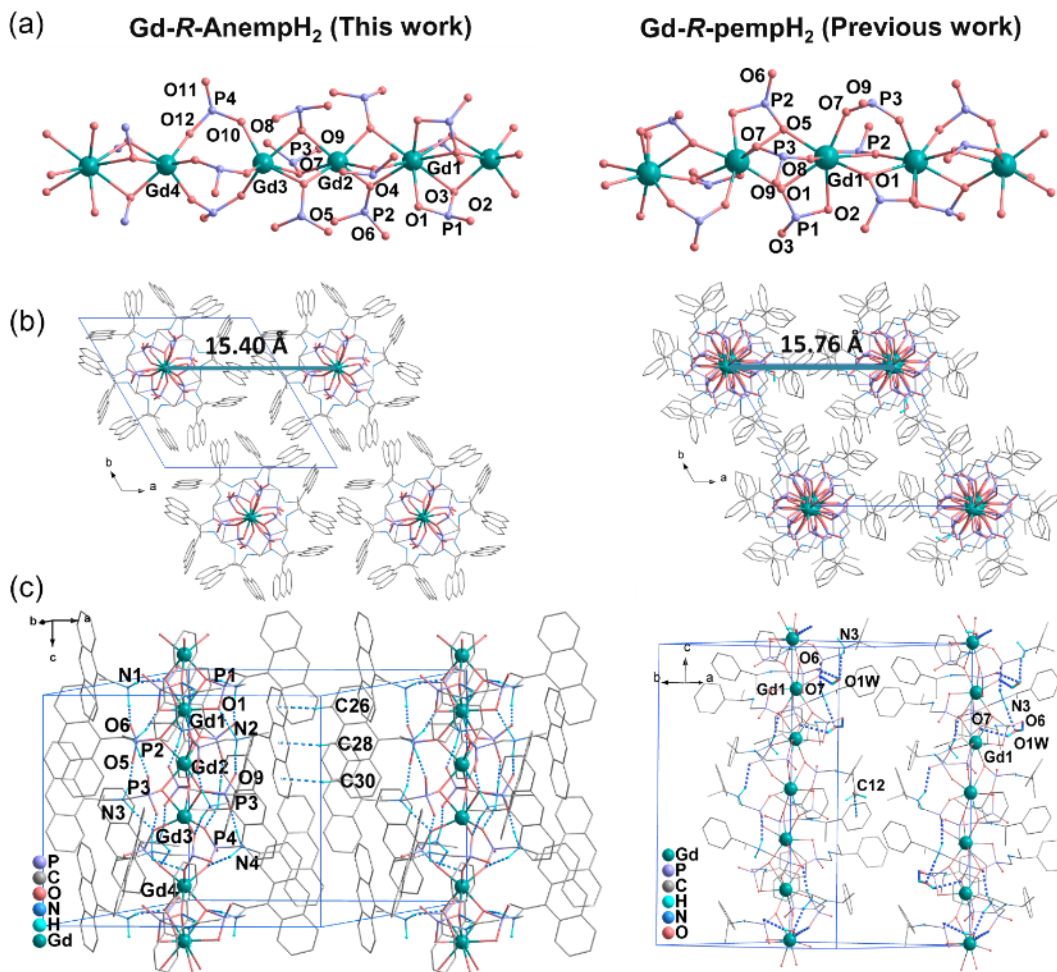 (a)
Gd-R-AnempH₂ (This work)
Gd-R-pempH₂ (Previous work)
O11
P4
O12
O10
O8
P3
O9
O7
Gd4
Gd3
Gd2
Gd1
O4
O3
O2
O5
P2
O6
O1
P1
O6
P2
O9
P3
O7
O5
O7
P3
P2
O8
Gd1
O9
O1
O1
O2
P1
O3
(b)
15.40 Å
b
a
15.76 Å
b
a
(c)
b
a
c
N1
P1
O1
C26
O6
Gd1
N2
P2
C28
O5
Gd2
O9
C30
P3
P3
N3
Gd3
P4
N4
Gd4
P
C
O
N
H
Gd
c
b
a
N3
O6
Gd1
O7
O1W
N3
O7
O6
O1W
Gd1
C12
Gd
P
C
H
N
O